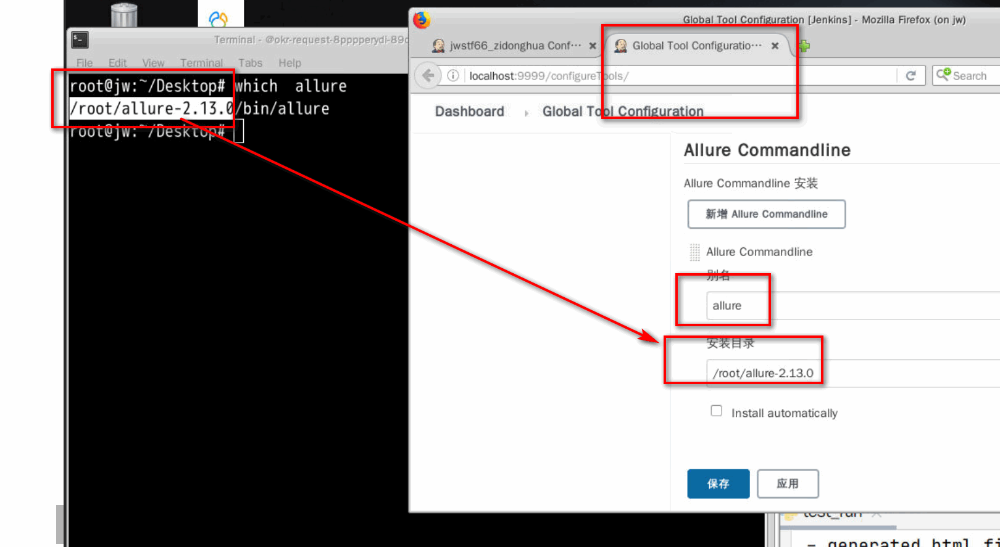 Terminal - @okr-request-8pppperydi-89
File Edit View Terminal Tabs Help
root@jw:~/Desktop# which allure
/root/allure-2.13.0/bin/allure
root@jw:~/Desktop#
Global Tool Configuration [Jenkins] - Mozilla Firefox (on jw)
jwstf66_zidonghua Conf···
Global Tool Configuratio···
localhost:9999/configureTools/
Search
Dashboard
Global Tool Configuration
Allure Commandline
Allure Commandline 安装
新增 Allure Commandline
Allure Commandline
别名
allure
安装目录
/root/allure-2.13.0
Install automatically
保存
应用
test_run
- generated html fi